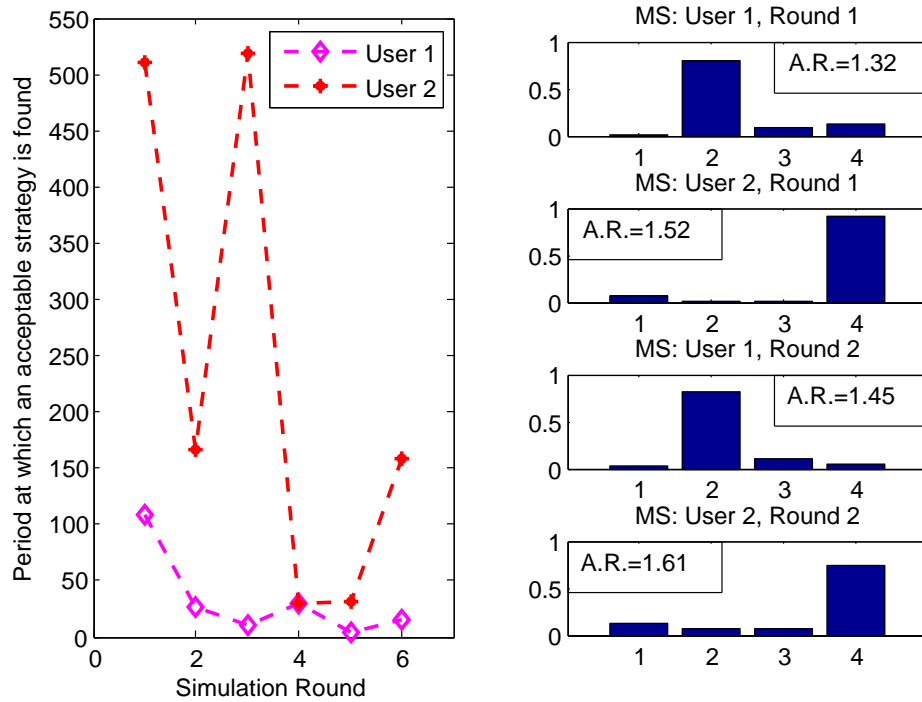 550
500
450
400
350
300
250
200
150
100
50
0
0 2 4 6
Simulation Round
Period at which an acceptable strategy is found
User 1
User 2
MS: User 1, Round 1
1
0.5
0
A.R.=1.32
1 2 3 4
MS: User 2, Round 1
1
0.5
0
A.R.=1.52
1 2 3 4
MS: User 1, Round 2
1
0.5
0
A.R.=1.45
1 2 3 4
MS: User 2, Round 2
1
0.5
0
A.R.=1.61
1 2 3 4